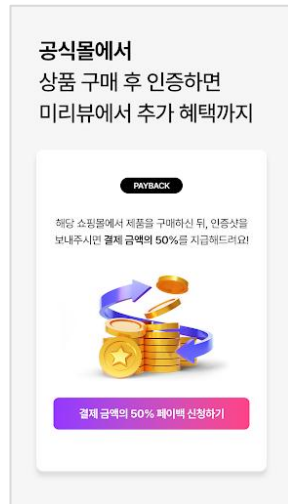 공식몰에서
상품 구매 후 인증하면
미리뷰에서 추가 혜택까지
PAYBACK
해당 쇼핑몰에서 제품을 구매하신 뒤, 인증샷을
보내주시면 결제 금액의 50%를 지급해드려요!
결제 금액의 50% 페이백 신청하기